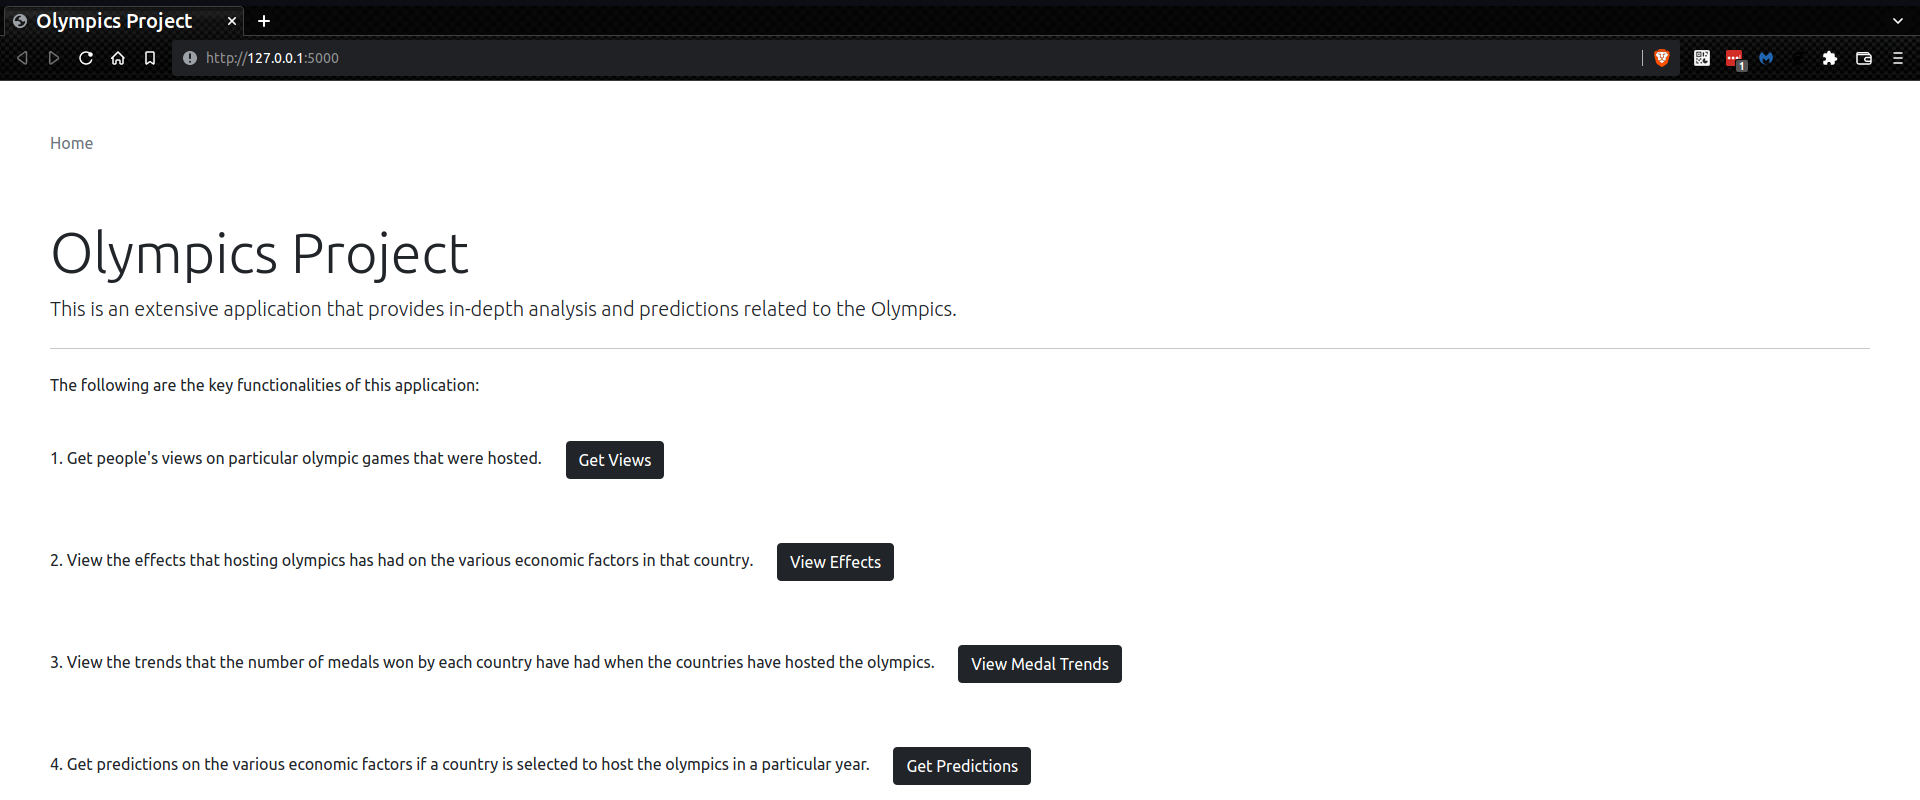 Olympics Project
http://127.0.0.1:5000
1
Home
Olympics Project
This is an extensive application that provides in-depth analysis and predictions related to the Olympics.
The following are the key functionalities of this application:
1. Get people's views on particular olympic games that were hosted. Get Views
2. View the effects that hosting olympics has had on the various economic factors in that country. View Effects
3. View the trends that the number of medals won by each country have had when the countries have hosted the olympics. View Medal Trends
4. Get predictions on the various economic factors if a country is selected to host the olympics in a particular year. Get Predictions